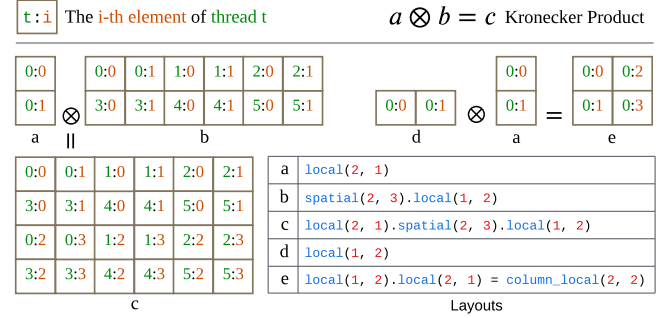 t:i The i-th element of thread t
a ⊗ b = c Kronecker Product
0:0
0:1
a
⊗
=
0:0 0:1 1:0 1:1 2:0 2:1
3:0 3:1 4:0 4:1 5:0 5:1
b
0:0 0:1
d
⊗
0:0
0:1
a
=
0:0 0:2
0:1 0:3
e
0:0 0:1 1:0 1:1 2:0 2:1
3:0 3:1 4:0 4:1 5:0 5:1
0:2 0:3 1:2 1:3 2:2 2:3
3:2 3:3 4:2 4:3 5:2 5:3
c
a local(2, 1)
b spatial(2, 3).local(1, 2)
c local(2, 1).spatial(2, 3).local(1, 2)
d local(1, 2)
e local(1, 2).local(2, 1) = column_local(2, 2)
Layouts